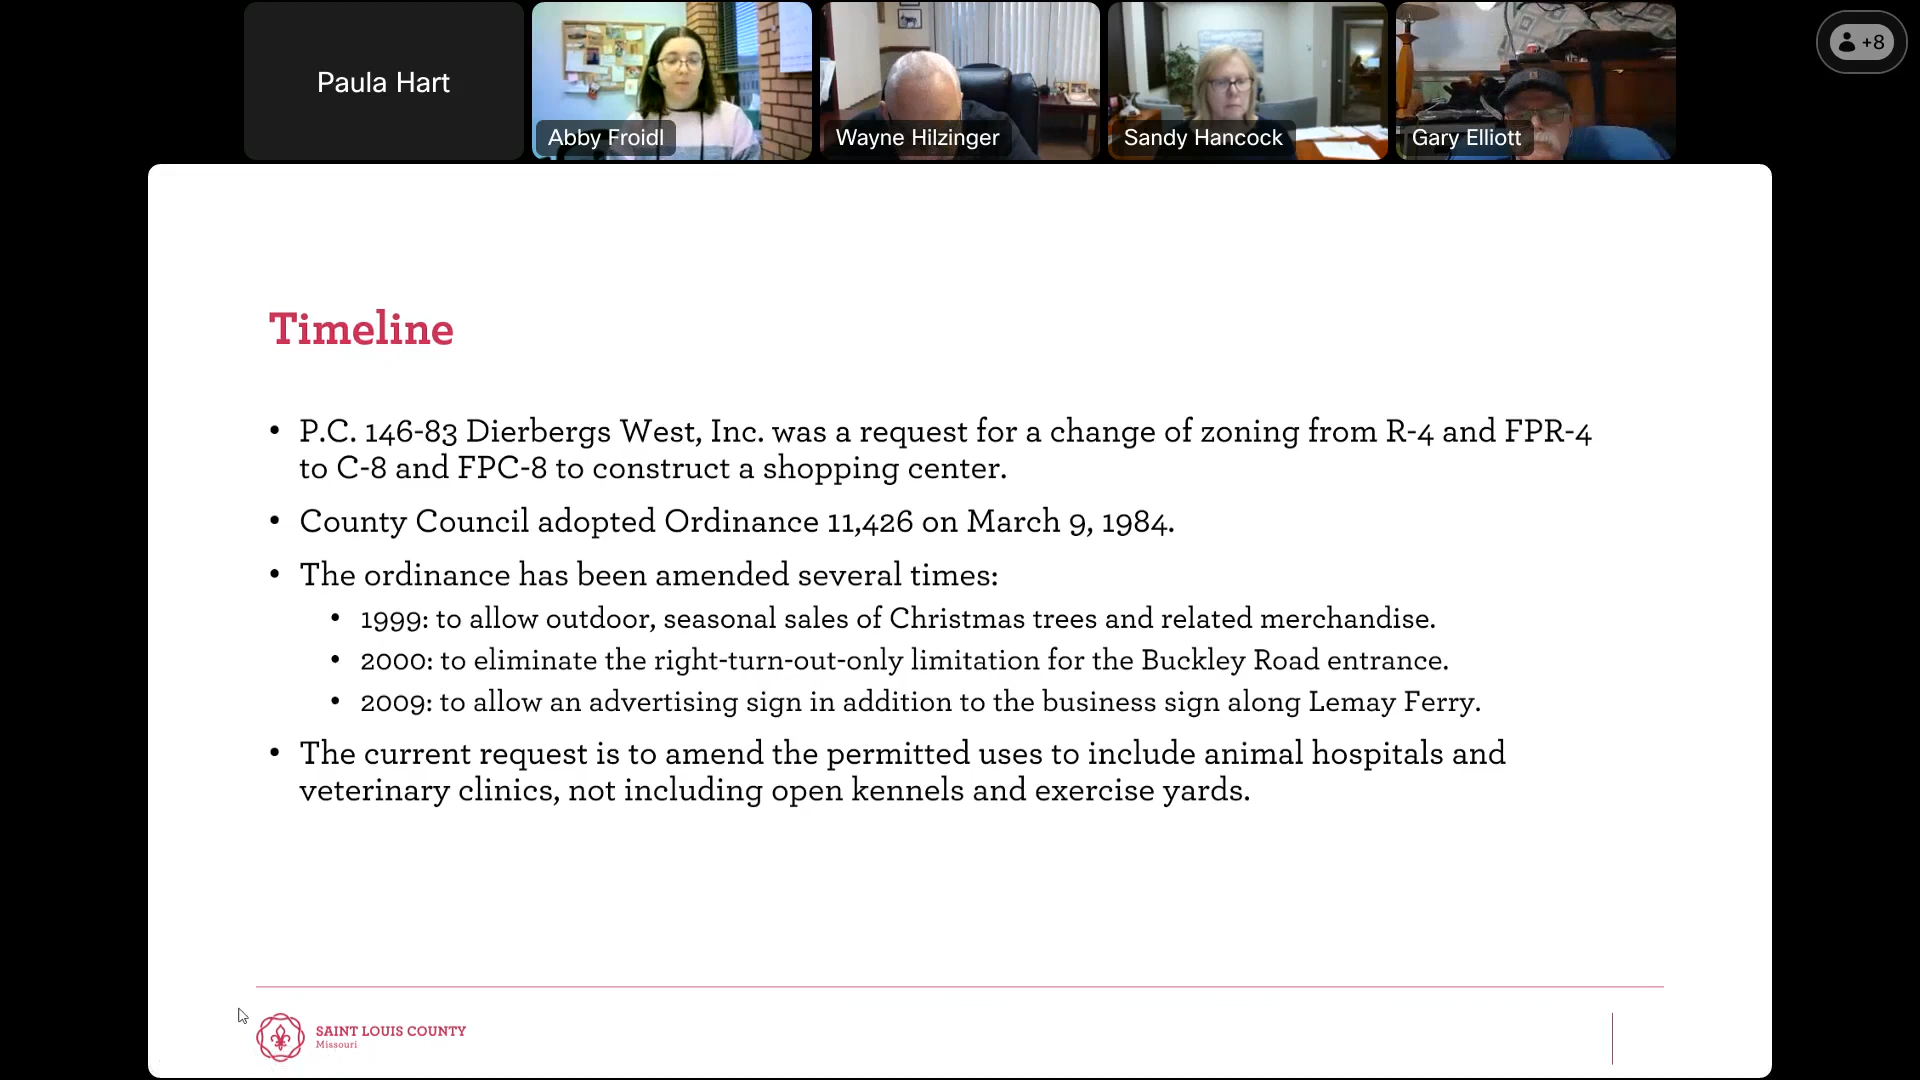 Paula Hart
Abby Froidl
Wayne Hilzinger
Sandy Hancock
Gary Elliott
+8
Timeline
• P.C. 146-83 Dierbergs West, Inc. was a request for a change of zoning from R-4 and FPR-4
to C-8 and FPC-8 to construct a shopping center.
• County Council adopted Ordinance 11,426 on March 9, 1984.
• The ordinance has been amended several times:
• 1999: to allow outdoor, seasonal sales of Christmas trees and related merchandise.
• 2000: to eliminate the right-turn-out-only limitation for the Buckley Road entrance.
• 2009: to allow an advertising sign in addition to the business sign along Lemay Ferry.
• The current request is to amend the permitted uses to include animal hospitals and
veterinary clinics, not including open kennels and exercise yards.
SAINT LOUIS COUNTY
Missouri